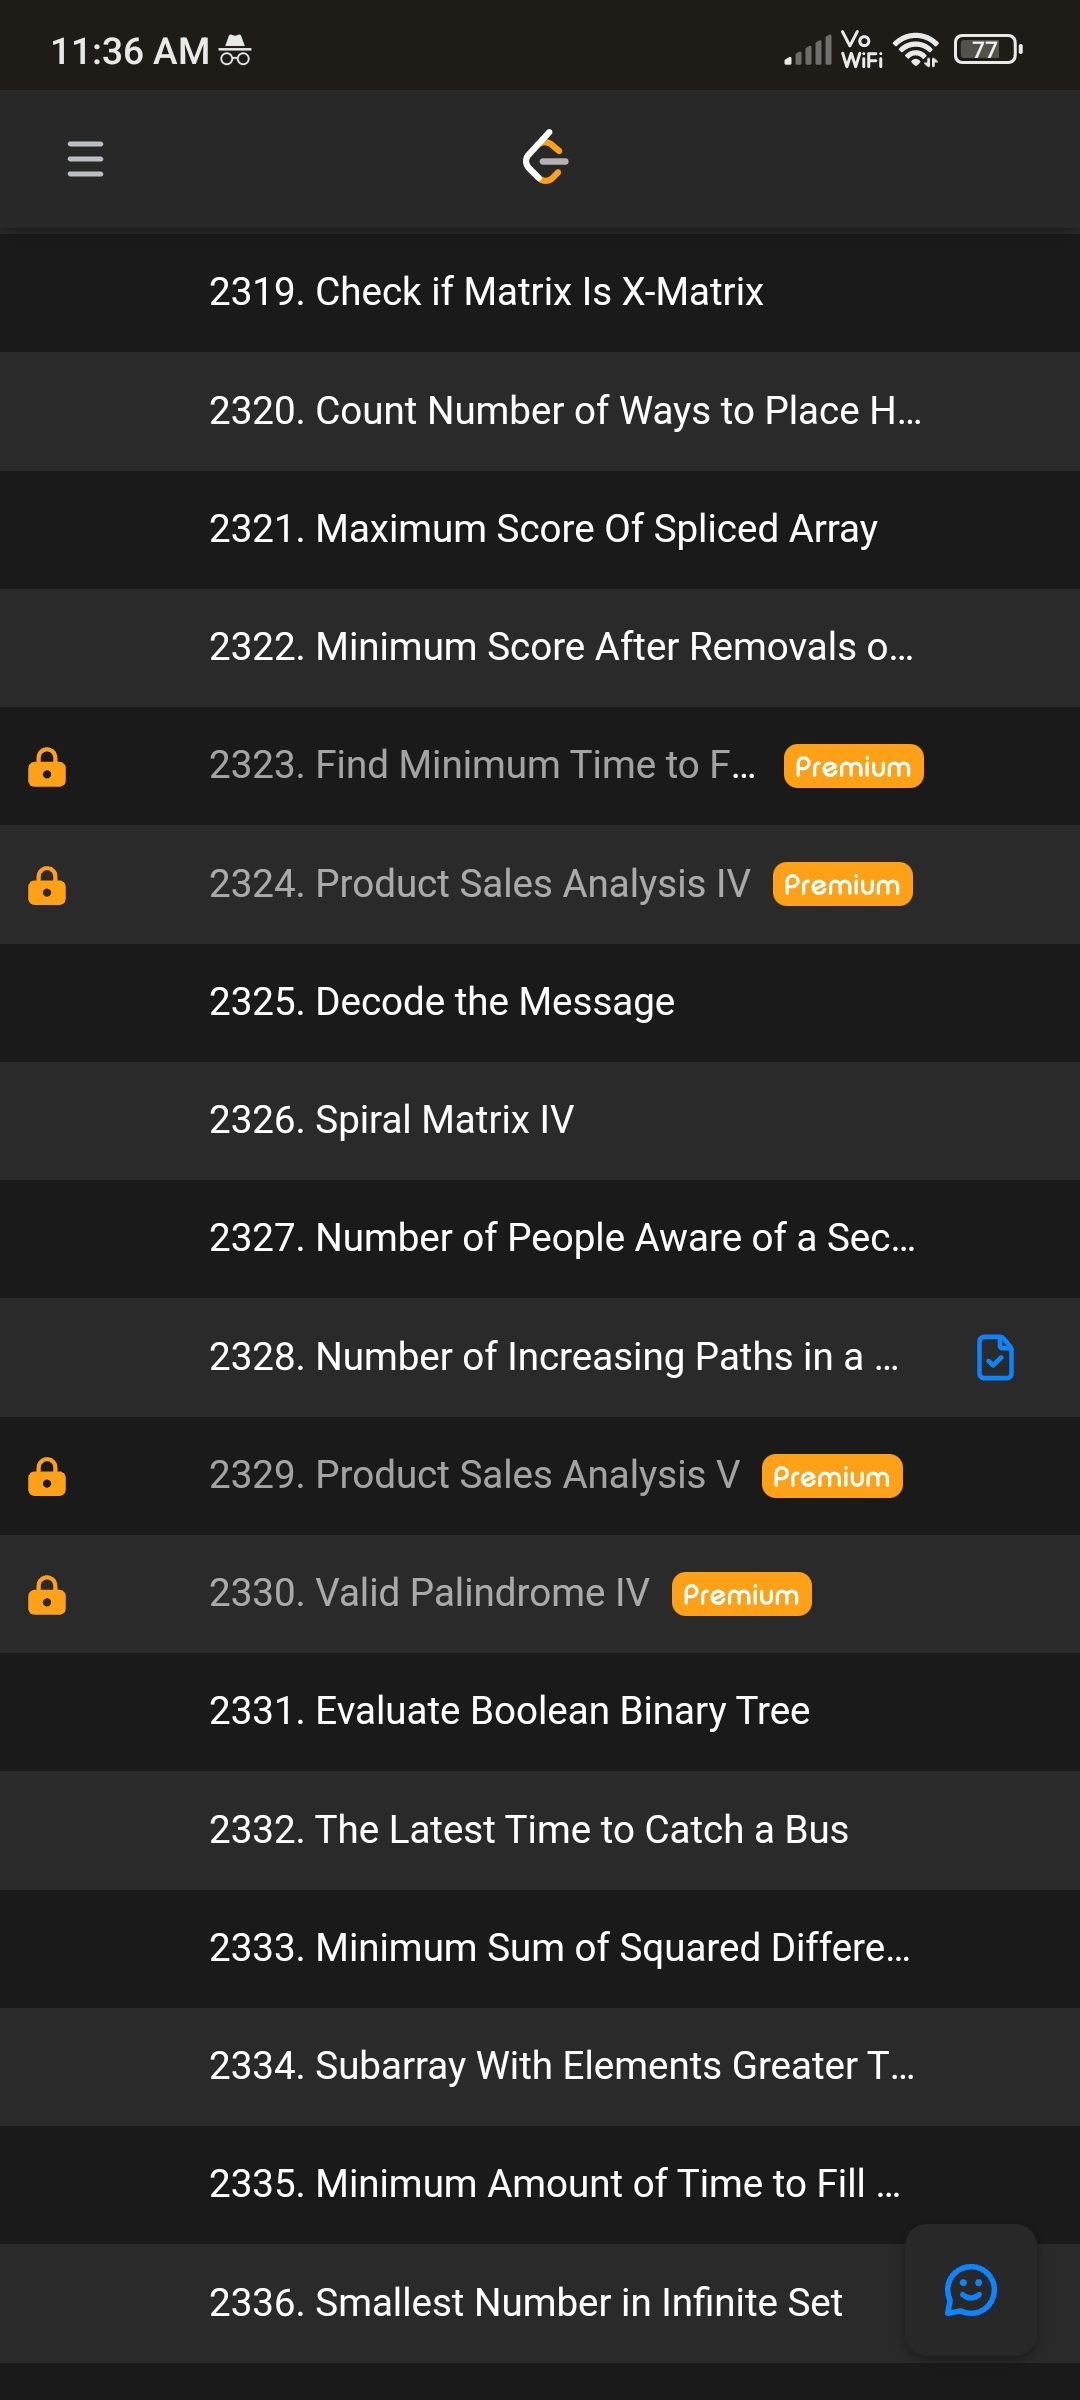 11:36 AM
Vo
WiFi
77
2319. Check if Matrix Is X-Matrix
2320. Count Number of Ways to Place H...
2321. Maximum Score Of Spliced Array
2322. Minimum Score After Removals o...
2323. Find Minimum Time to F... Premium
2324. Product Sales Analysis IV Premium
2325. Decode the Message
2326. Spiral Matrix IV
2327. Number of People Aware of a Sec...
2328. Number of Increasing Paths in a ...
2329. Product Sales Analysis V Premium
2330. Valid Palindrome IV Premium
2331. Evaluate Boolean Binary Tree
2332. The Latest Time to Catch a Bus
2333. Minimum Sum of Squared Differe...
2334. Subarray With Elements Greater T...
2335. Minimum Amount of Time to Fill ...
2336. Smallest Number in Infinite Set